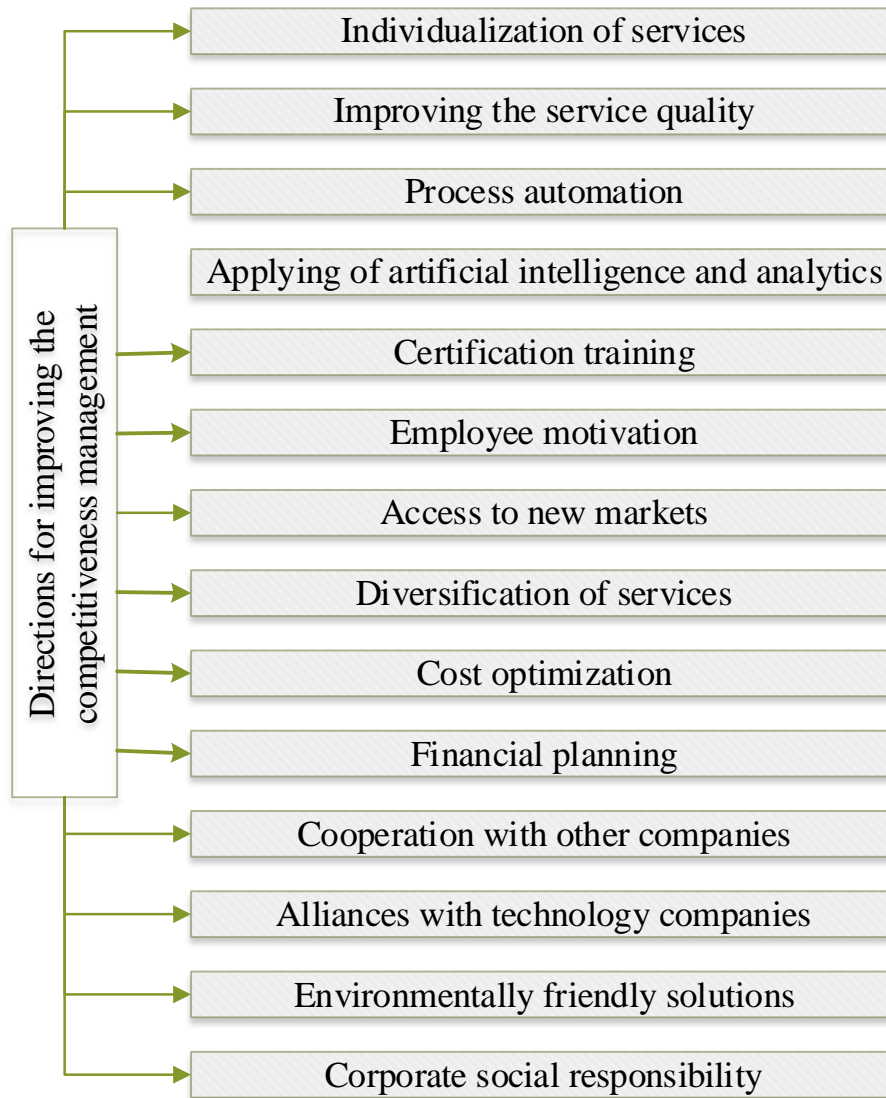 Individualization of services
Improving the service quality
Process automation
Applying of artificial intelligence and analytics
Certification training
Employee motivation
Access to new markets
Diversification of services
Cost optimization
Financial planning
Cooperation with other companies
Alliances with technology companies
Environmentally friendly solutions
Corporate social responsibility
Directions for improving the
competitiveness management